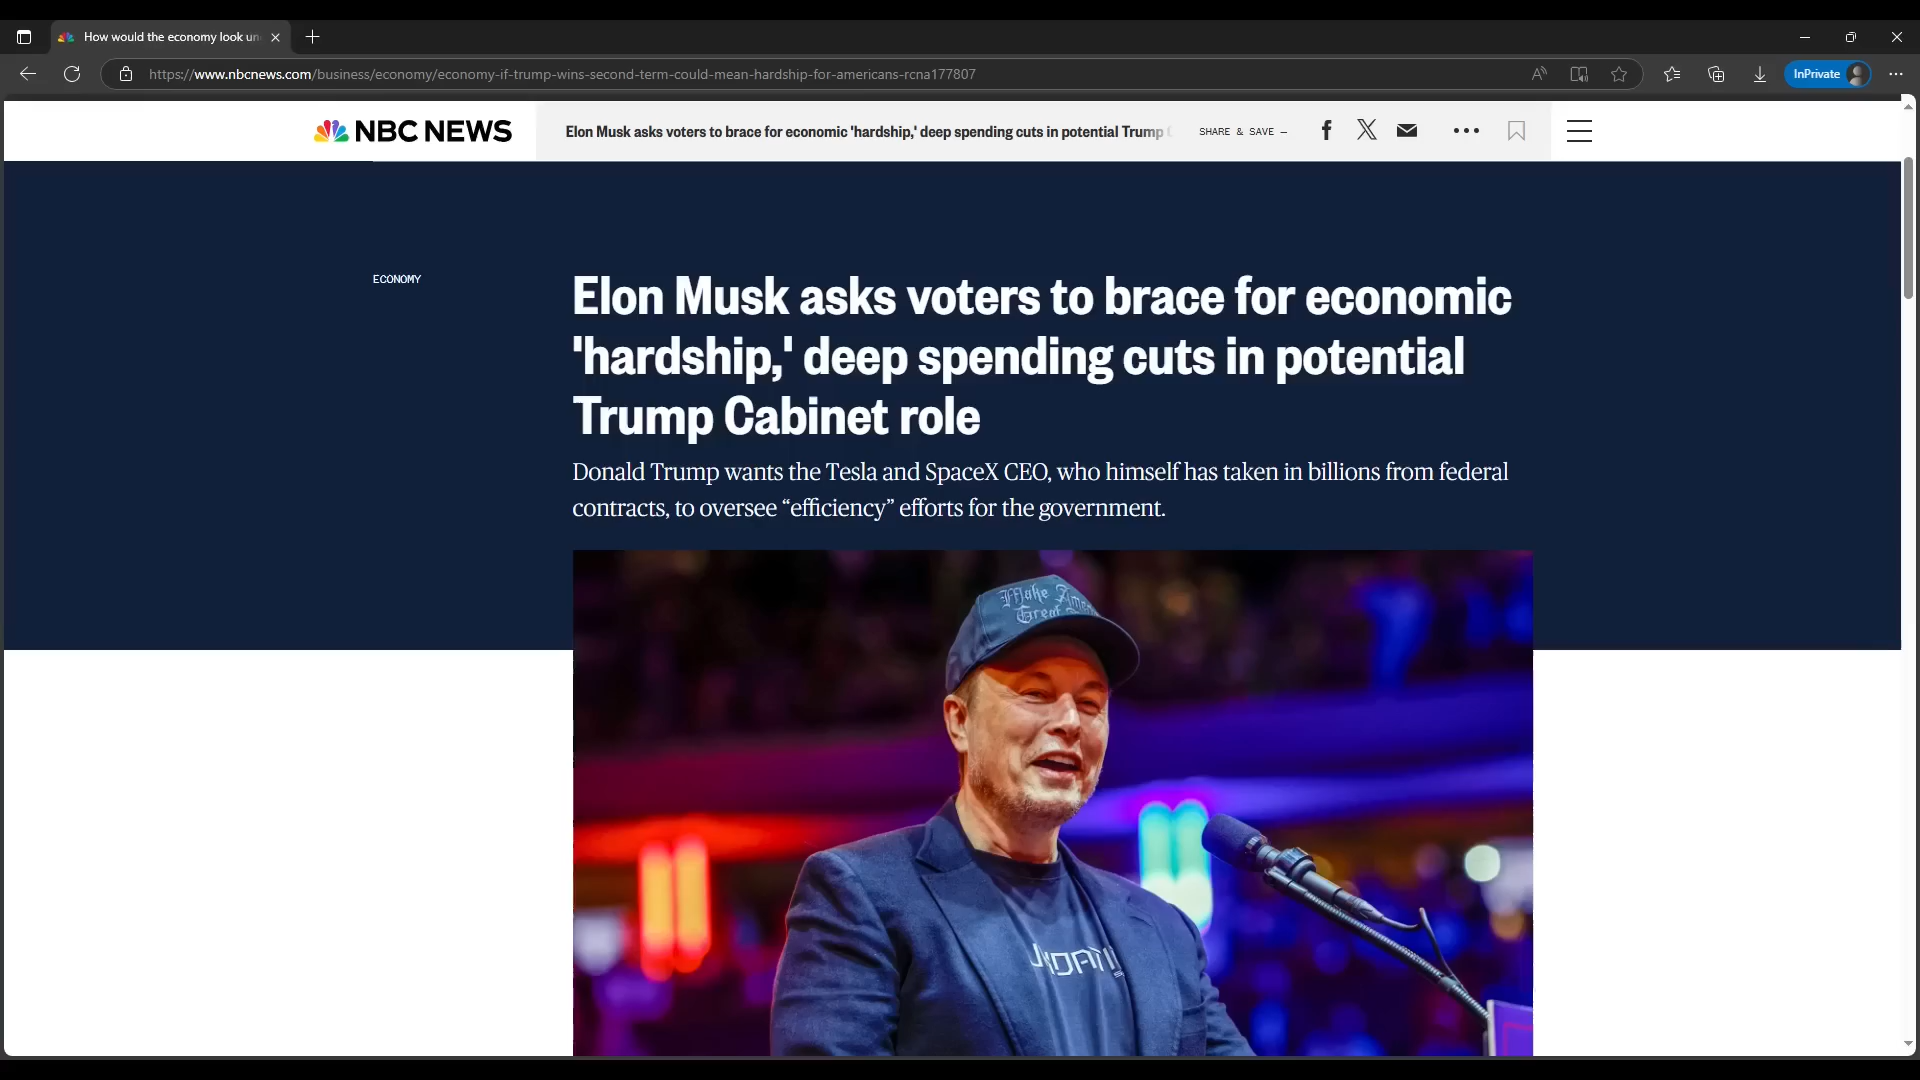 How would the economy look un
https://www.nbcnews.com/business/economy/economy-if-trump-wins-second-term-could-mean-hardship-for-americans-rcna177807
InPrivate
NBC NEWS
Elon Musk asks voters to brace for economic 'hardship,' deep spending cuts in potential Trump
SHARE & SAVE —
ECONOMY
Elon Musk asks voters to brace for economic
'hardship,' deep spending cuts in potential
Trump Cabinet role
Donald Trump wants the Tesla and SpaceX CEO, who himself has taken in billions from federal
contracts, to oversee “efficiency” efforts for the government.
Make
Great